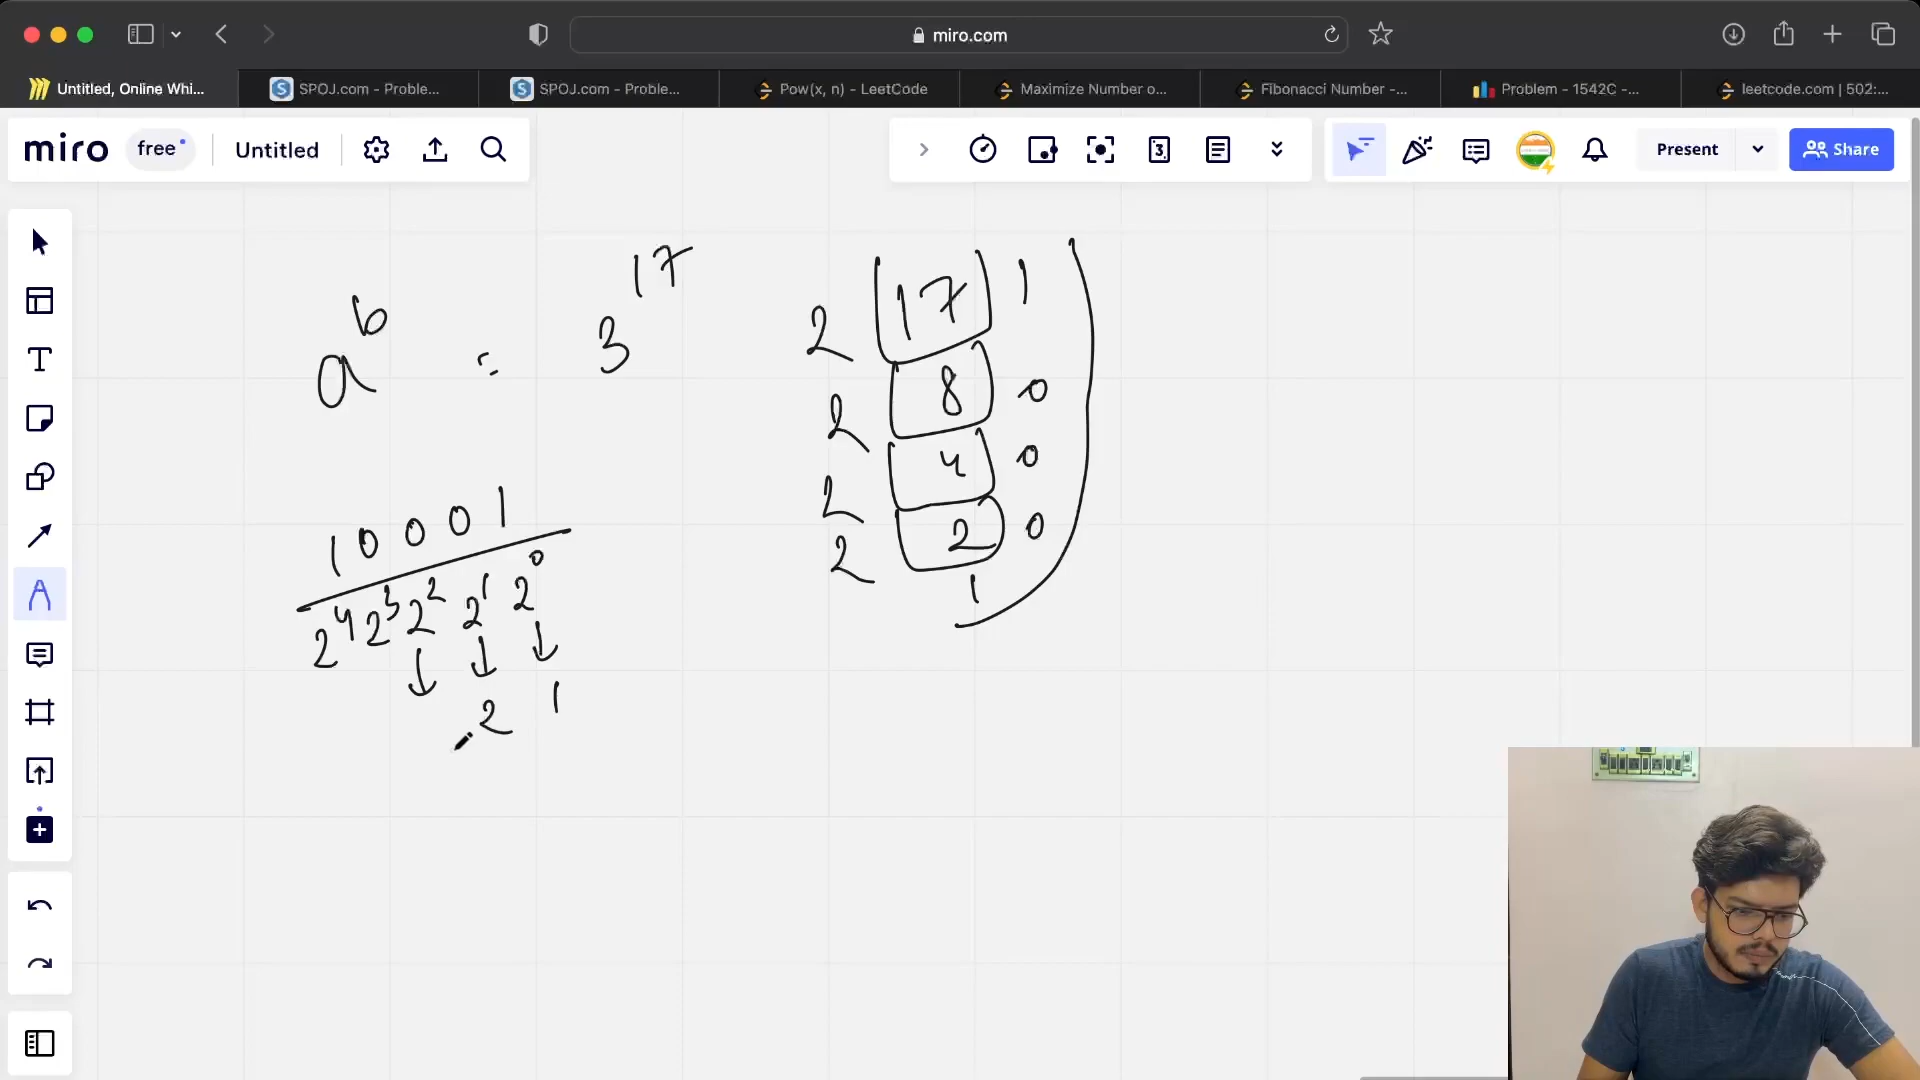 miro.com
Untitled, Online Whi...
SPOJ.com - Proble...
SPOJ.com - Proble...
Pow(x, n) - LeetCode
Maximize Number o...
Fibonacci Number -...
Problem - 1542C -...
leetcode.com | 502:...
miro
free
Untitled
3
Present
Share
T
a^b = 3^17
2 17 1
2 8 0
2 4 0
2 2 0
1
1 0 0 0 1
2^4 2^3 2^2 2^1 2^0
2 1